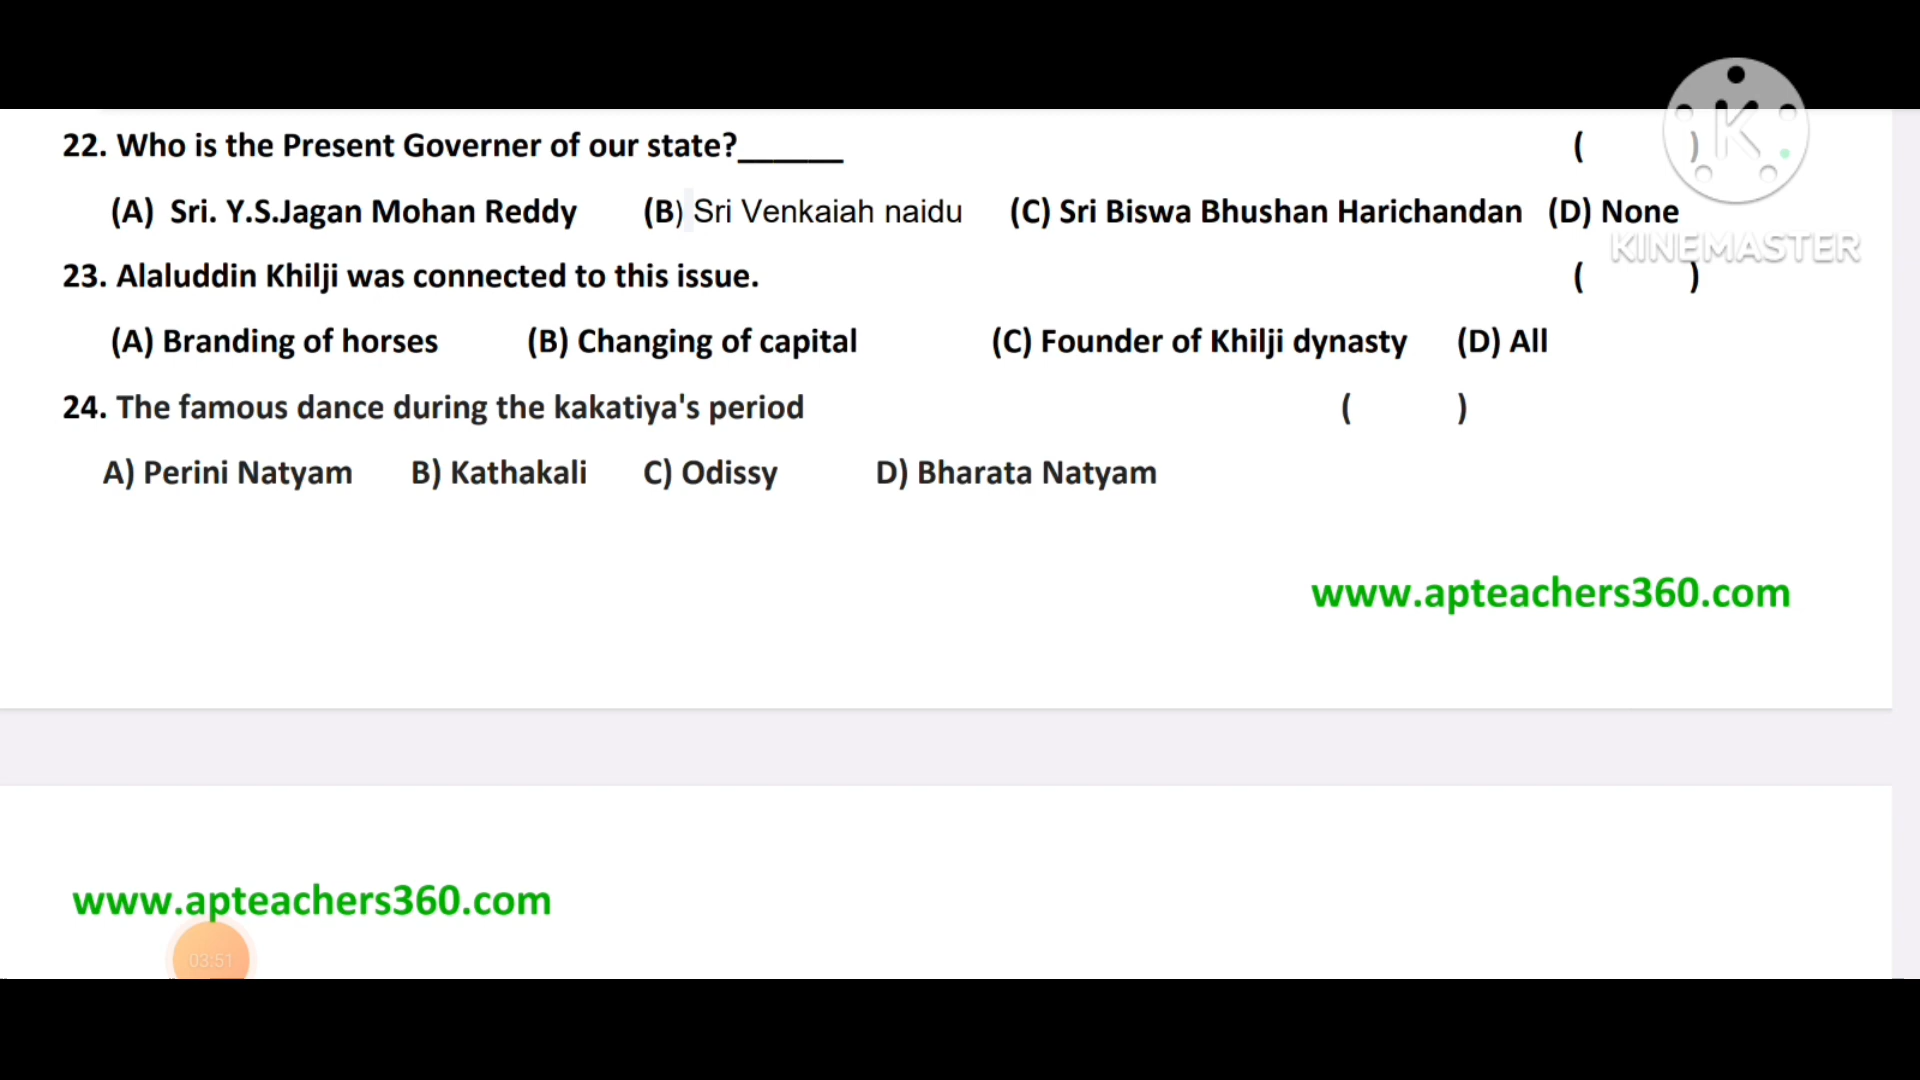 22. Who is the Present Governer of our state?______ ( )
(A) Sri. Y.S.Jagan Mohan Reddy (B) Sri Venkaiah naidu (C) Sri Biswa Bhushan Harichandan (D) None
KINEMASTER
23. Alaluddin Khilji was connected to this issue. ( )
(A) Branding of horses (B) Changing of capital (C) Founder of Khilji dynasty (D) All
24. The famous dance during the kakatiya's period ( )
A) Perini Natyam B) Kathakali C) Odissy D) Bharata Natyam
www.apteachers360.com
www.apteachers360.com
03:51